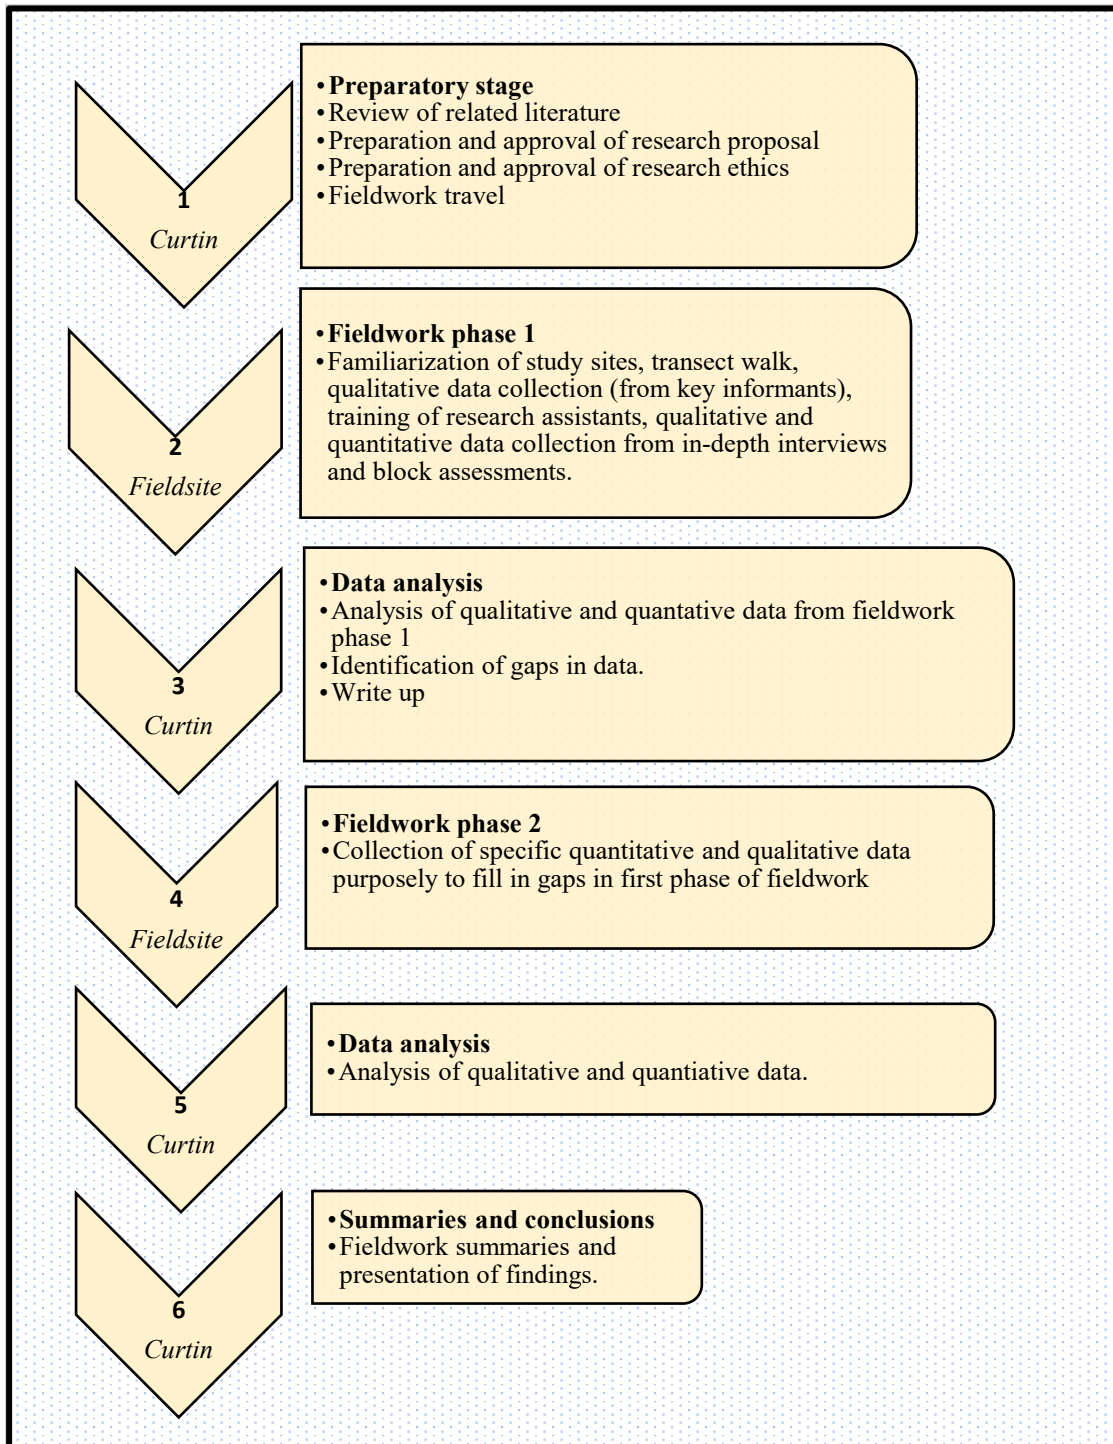 1
Curtin
•Preparatory stage
•Review of related literature
•Preparation and approval of research proposal
•Preparation and approval of research ethics
•Fieldwork travel
2
Fieldsite
•Fieldwork phase 1
•Familiarization of study sites, transect walk,
qualitative data collection (from key informants),
training of research assistants, qualitative and
quantitative data collection from in-depth interviews
and block assessments.
3
Curtin
•Data analysis
•Analysis of qualitative and quantative data from fieldwork
phase 1
•Identification of gaps in data.
•Write up
4
Fieldsite
•Fieldwork phase 2
•Collection of specific quantitative and qualitative data
purposely to fill in gaps in first phase of fieldwork
5
Curtin
•Data analysis
•Analysis of qualitative and quantiative data.
6
Curtin
•Summaries and conclusions
•Fieldwork summaries and
presentation of findings.